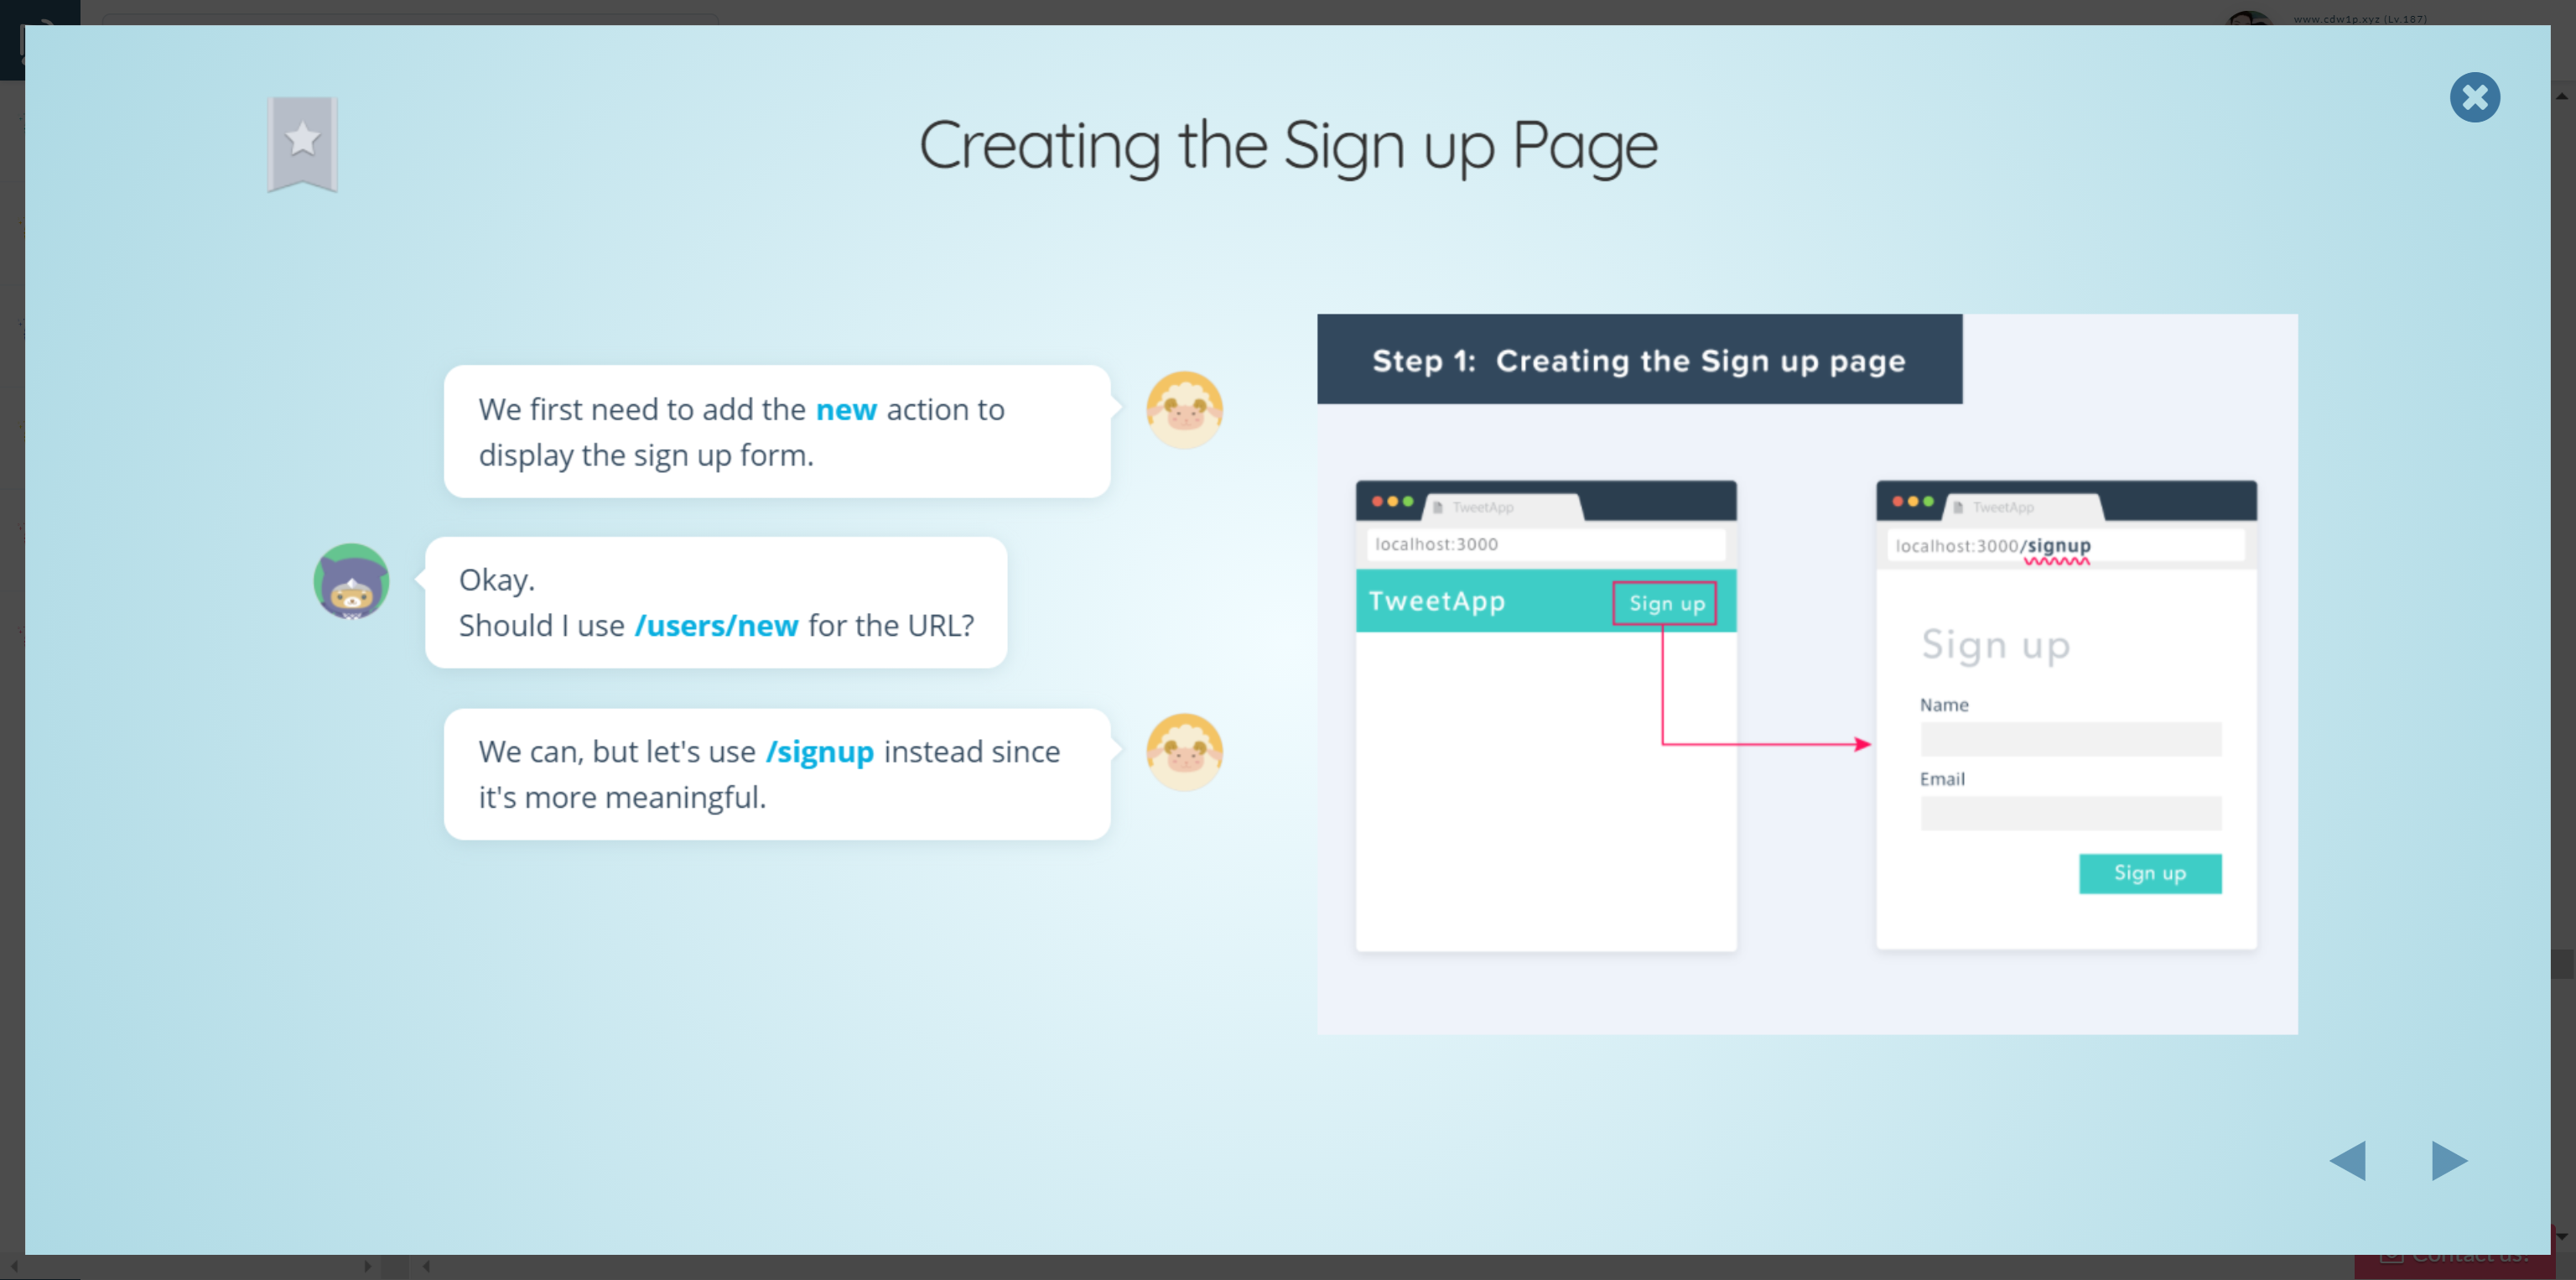 www.cdw1p.xyz (Lv.187)
Creating the Sign up Page
We first need to add the new action to
display the sign up form.
Okay.
Should I use /users/new for the URL?
We can, but let's use /signup instead since
it's more meaningful.
Step 1: Creating the Sign up page
TweetApp
localhost:3000
TweetApp
Sign up
TweetApp
localhost:3000/signup
Sign up
Name
Email
Sign up
Contact us!